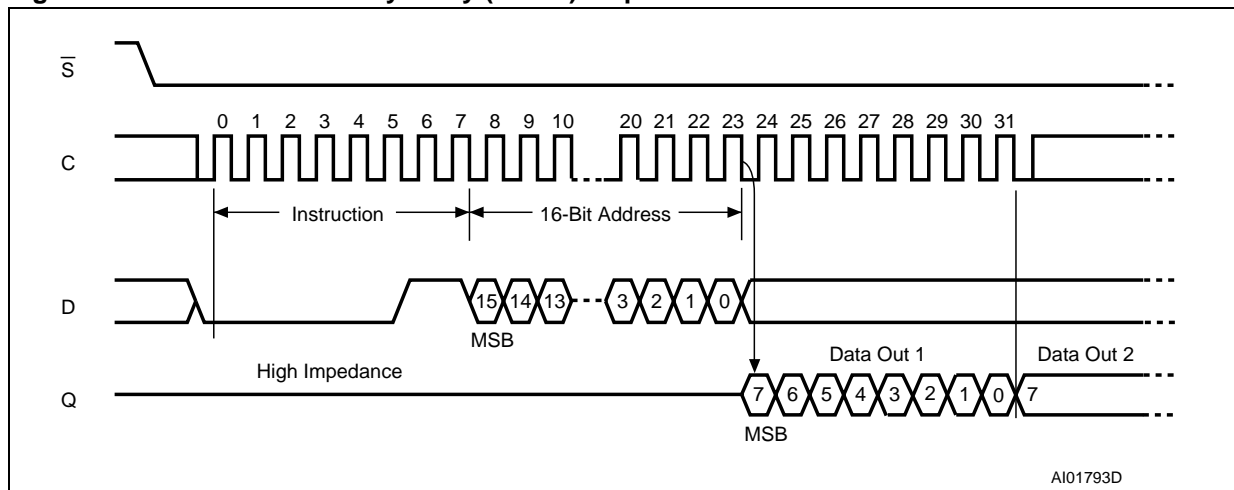 S
0 1 2 3 4 5 6 7 8 9 10 20 21 22 23 24 25 26 27 28 29 30 31
C
Instruction 16-Bit Address
D 15 14 13 3 2 1 0
MSB
High Impedance Data Out 1 Data Out 2
Q 7 6 5 4 3 2 1 0 7
MSB
AI01793D